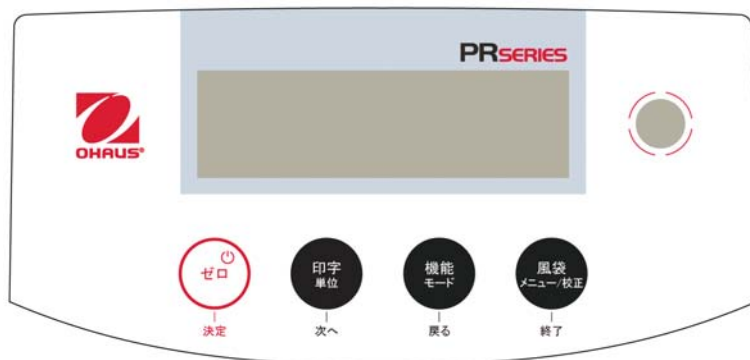 PRSERIES
OHAUS®
ゼロ
印字
単位
機能
モード
風袋
メニュー/校正
決定
次へ
戻る
終了